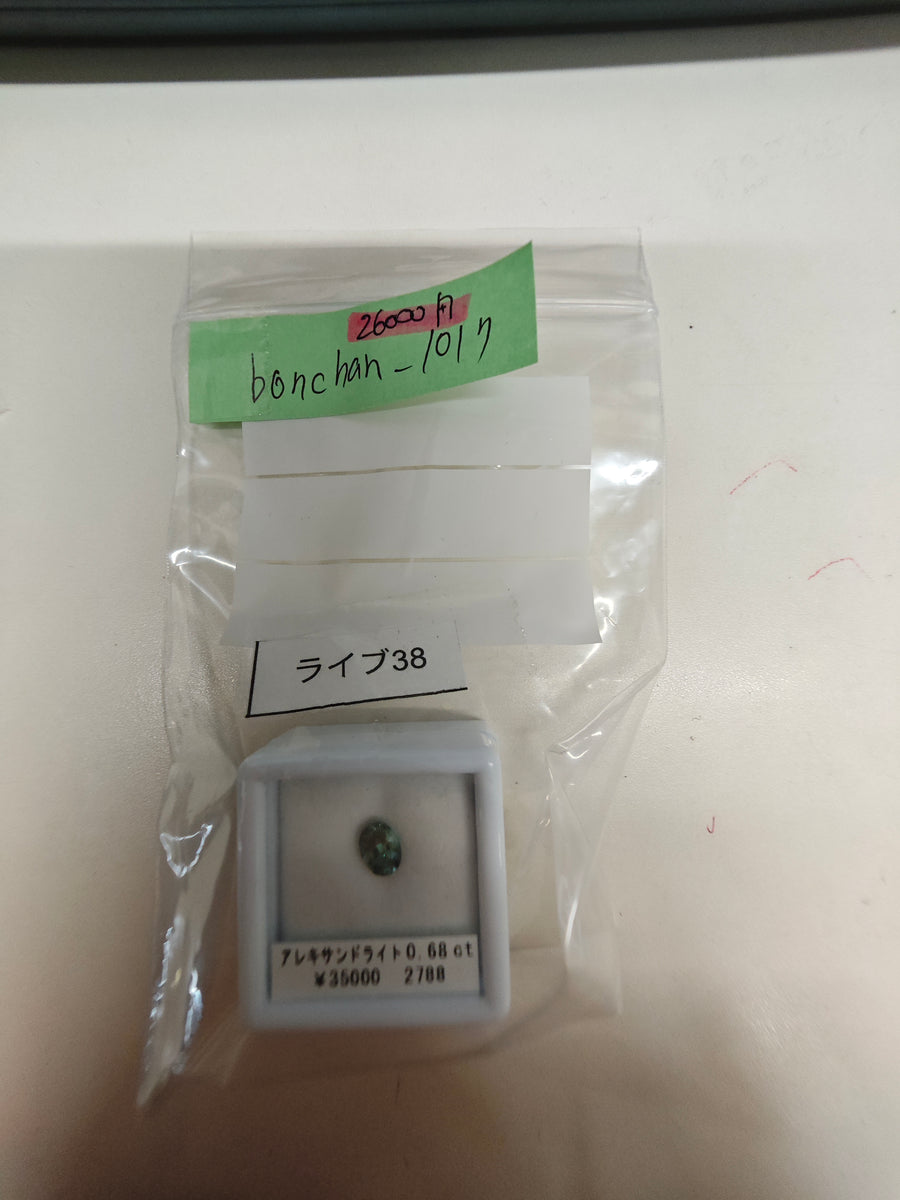 26000円
bonchan_1017
ライブ38
アレキサンドライト0.68ct
¥35000 2788